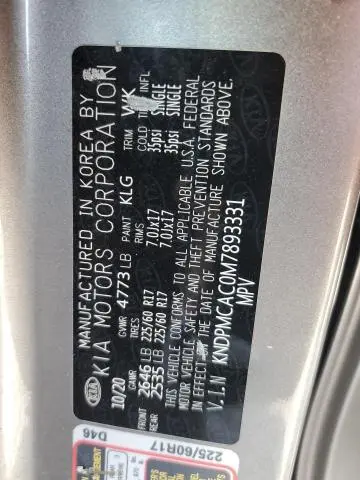 MANUFACTURED IN KOREA BY
KIA MOTORS CORPORATION
KIA 10/20 GVWR 4773 LB PAINT KLG TRIM VVK
GAWR TIRES RIMS COLD TIRE INFL
FRONT 2646 LB 225/60 R17 7.0JX17 35psi SINGLE
REAR 2535 LB 225/60 R17 7.0JX17 35psi SINGLE
THIS VEHICLE CONFORMS TO ALL APPLICABLE U.S.A. FEDERAL
MOTOR VEHICLE SAFETY AND THEFT PREVENTION STANDARDS
IN EFFECT ON THE DATE OF MANUFACTURE SHOWN ABOVE.
V.I.N KNDPMCAC0M7893331
MPV
D46
225/60R17